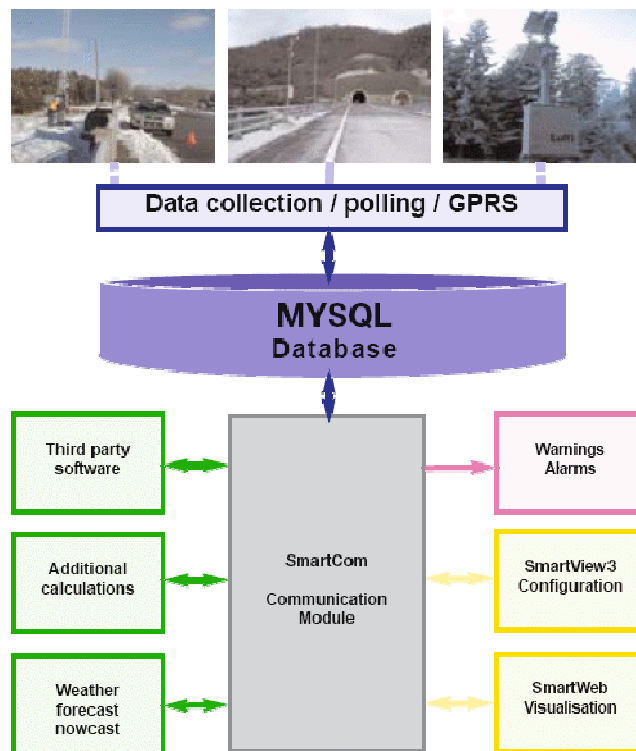 Data collection / polling / GPRS
MYSQL
Database
Third party
software
Additional
calculations
Weather
forecast
nowcast
SmartCom
Communication
Module
Warnings
Alarms
SmartView3
Configuration
SmartWeb
Visualisation